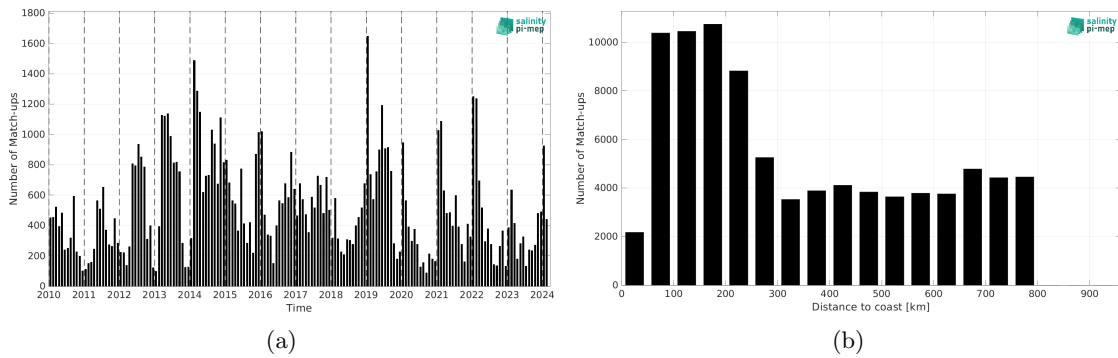 1800
1600
1400
1200
1000
800
600
400
200
0
Number of Match-ups
2010 2011 2012 2013 2014 2015 2016 2017 2018 2019 2020 2021 2022 2023 2024
Time
salinity
pi-mep
(a)
10000
8000
6000
4000
2000
0
Number of Match-ups
0 100 200 300 400 500 600 700 800 900
Distance to coast [km]
salinity
pi-mep
(b)